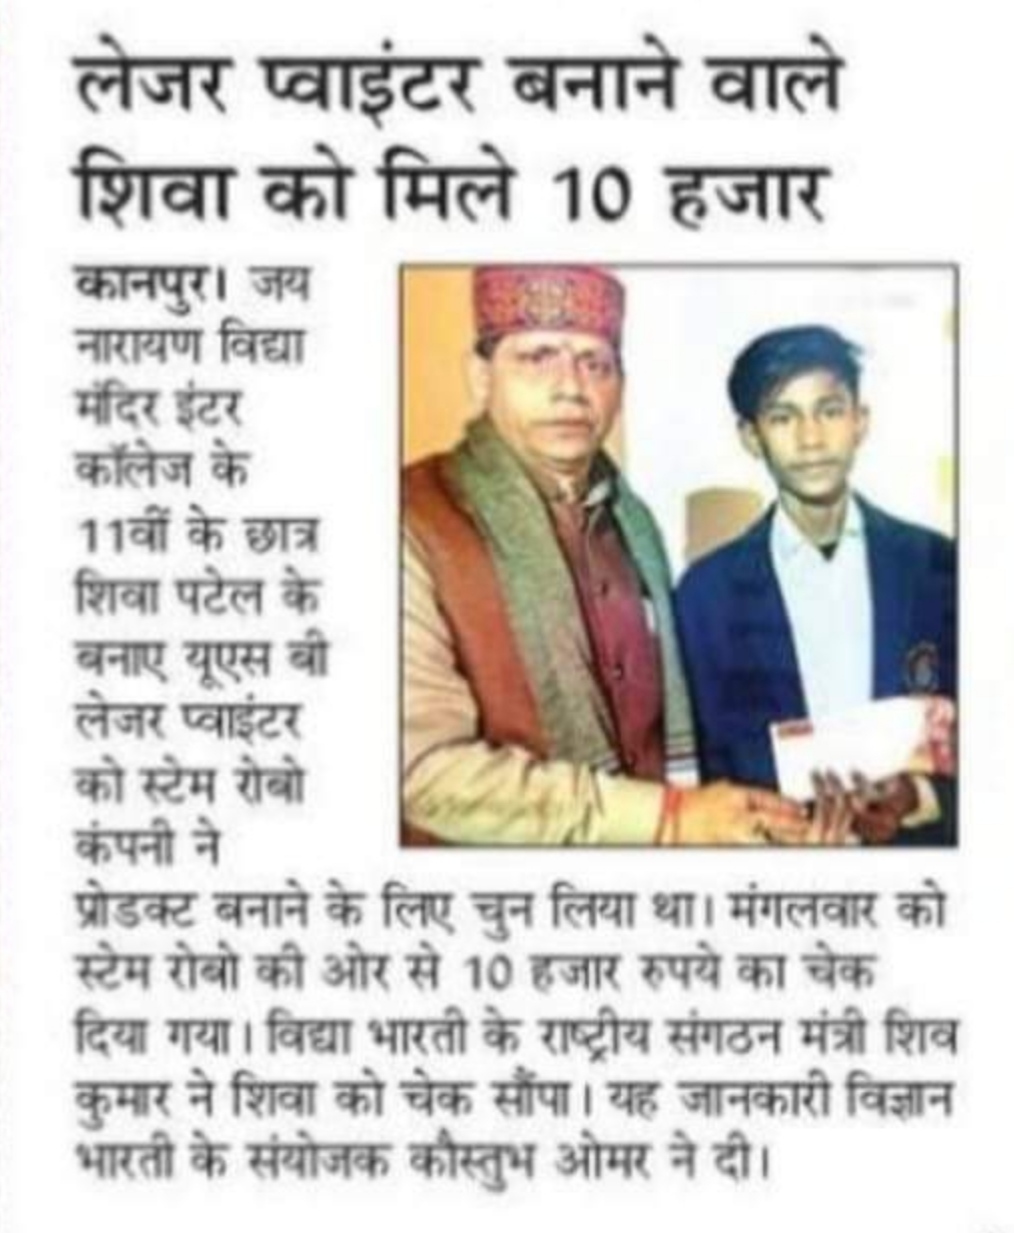 लेजर प्वाइंटर बनाने वाले
शिवा को मिले 10 हजार
कानपुर। जय
नारायण विद्या
मंदिर इंटर
कॉलेज के
11वीं के छात्र
शिवा पटेल के
बनाए यूएस बी
लेजर प्वाइंटर
को स्टेम रोबो
कंपनी ने
प्रोडक्ट बनाने के लिए चुन लिया था। मंगलवार को
स्टेम रोबो की ओर से 10 हजार रुपये का चेक
दिया गया। विद्या भारती के राष्ट्रीय संगठन मंत्री शिव
कुमार ने शिवा को चेक सौंपा। यह जानकारी विज्ञान
भारती के संयोजक कौस्तुभ ओमर ने दी।